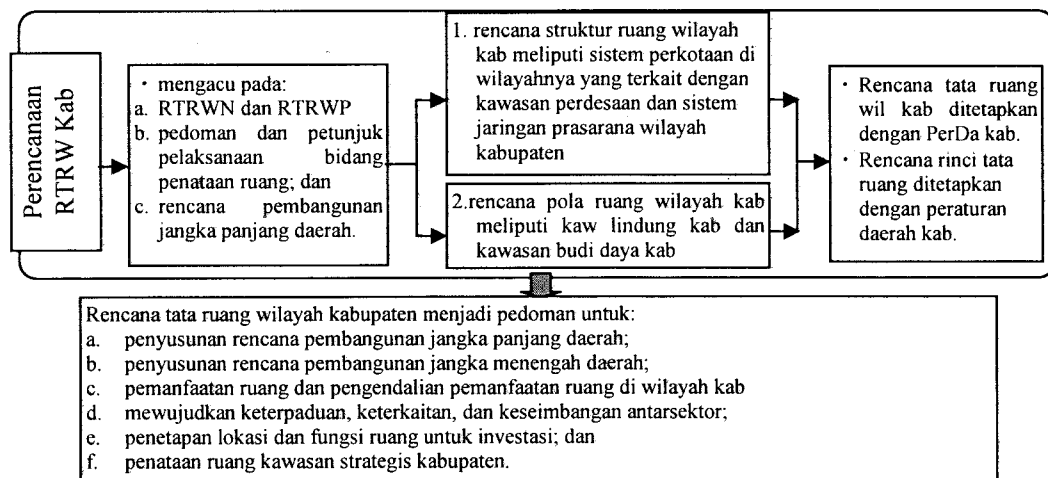 Perencanaan
RTRW Kab
· mengacu pada:
a. RTRWN dan RTRWP
b. pedoman dan petunjuk
pelaksanaan bidang
penataan ruang; dan
c. rencana pembangunan
jangka panjang daerah.
1. rencana struktur ruang wilayah
kab meliputi sistem perkotaan di
wilayahnya yang terkait dengan
kawasan perdesaan dan sistem
jaringan prasarana wilayah
kabupaten
2.rencana pola ruang wilayah kab
meliputi kaw lindung kab dan
kawasan budi daya kab
· Rencana tata ruang
wil kab ditetapkan
dengan PerDa kab.
· Rencana rinci tata
ruang ditetapkan
dengan peraturan
daerah kab.
Rencana tata ruang wilayah kabupaten menjadi pedoman untuk:
a. penyusunan rencana pembangunan jangka panjang daerah;
b. penyusunan rencana pembangunan jangka menengah daerah;
c. pemanfaatan ruang dan pengendalian pemanfaatan ruang di wilayah kab
d. mewujudkan keterpaduan, keterkaitan, dan keseimbangan antarsektor;
e. penetapan lokasi dan fungsi ruang untuk investasi; dan
f. penataan ruang kawasan strategis kabupaten.